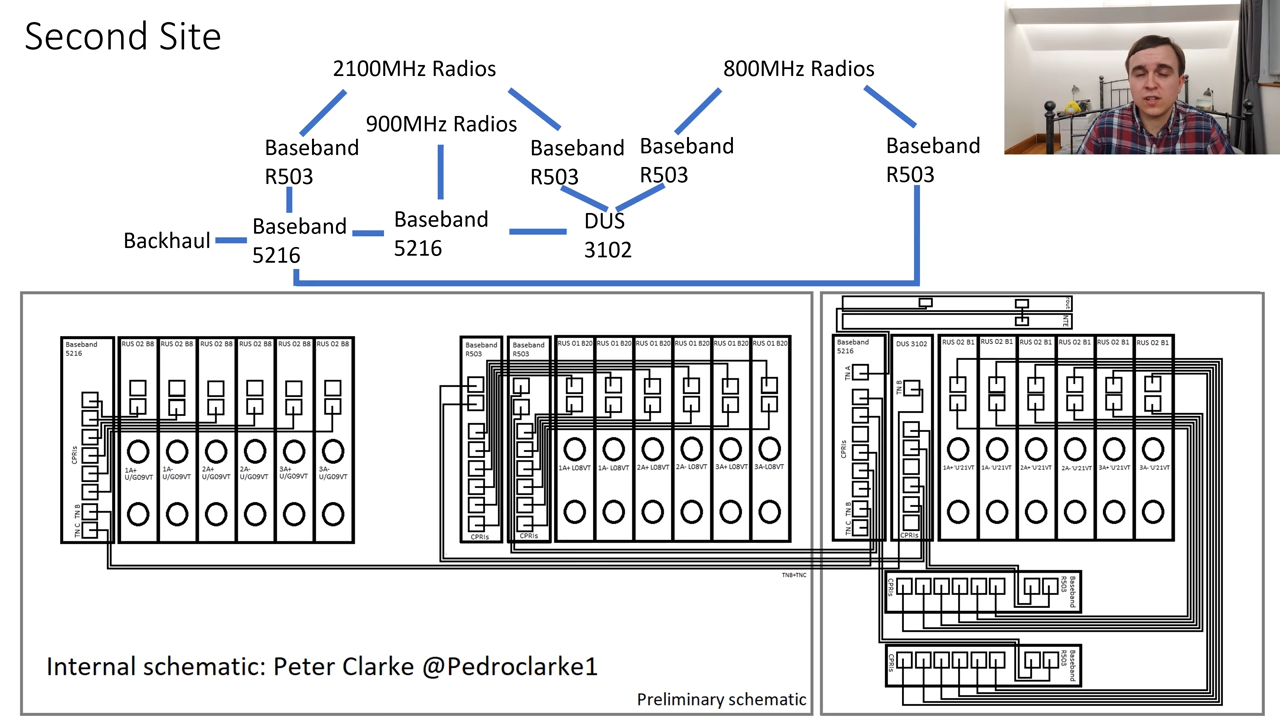 Second Site
2100MHz Radios
800MHz Radios
900MHz Radios
Baseband
R503
Baseband
R503
Baseband
R503
Baseband
R503
Backhaul
Baseband
5216
Baseband
5216
DUS
3102
Baseband
5216
RUS 02 B8
RUS 02 B8
RUS 02 B8
RUS 02 B8
RUS 02 B8
RUS 02 B8
CPRIs
TN B
TN C
1A+
U/G09VT
1A-
U/G09VT
2A+
U/G09VT
2A-
U/G09VT
3A+
U/G09VT
3A-
U/G09VT
Baseband
R503
Baseband
R503
RUS 01 B20
RUS 01 B20
RUS 01 B20
RUS 01 B20
RUS 01 B20
RUS 01 B20
1A+ L08VT
1A- L08VT
2A+ L08VT
2A- L08VT
3A+ L08VT
3A-L08VT
CPRIs
CPRIs
TNB+TNC
NTE
Baseband
5216
DUS 3102
RUS 02 B1
RUS 02 B1
RUS 02 B1
RUS 02 B1
RUS 02 B1
RUS 02 B1
TN A
TN B
CPRIs
TN B
TN C
1A+ 'U'21VT
1A- 'U'21VT
2A+ 'U'21VT
2A- 'U'21VT
3A+ 'U'21VT
3A- 'U'21VT
CPRIs
CPRIs
Baseband
R503
CPRIs
Baseband
R503
Internal schematic: Peter Clarke @Pedroclarke1
Preliminary schematic